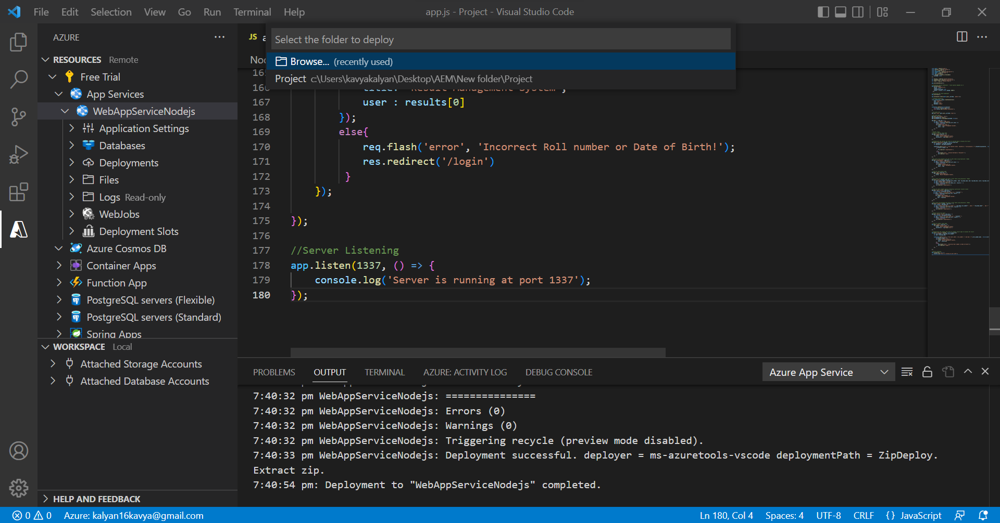 File Edit Selection View Go Run Terminal Help
app.js - Project - Visual Studio Code
AZURE
RESOURCES Remote
Free Trial
App Services
WebAppServiceNodejs
Application Settings
Databases
Deployments
Files
Logs Read-only
WebJobs
Deployment Slots
Azure Cosmos DB
Container Apps
Function App
PostgreSQL servers (Flexible)
PostgreSQL servers (Standard)
Spring Apps
WORKSPACE Local
Attached Storage Accounts
Attached Database Accounts
HELP AND FEEDBACK
JS a
Select the folder to deploy
Browse... (recently used)
Project c:\Users\kavyakalyan\Desktop\AEM\New folder\Project
165
166 title: 'Result Management System',
167 user : results[0]
168 });
169 else{
170 req.flash('error', 'Incorrect Roll number or Date of Birth!');
171 res.redirect('/login')
172 }
173 });
174
175 });
176
177 //Server Listening
178 app.listen(1337, () => {
179 console.log('Server is running at port 1337');
180 });
PROBLEMS OUTPUT TERMINAL AZURE: ACTIVITY LOG DEBUG CONSOLE
Azure App Service
7:40:32 pm WebAppServiceNodejs: ===============
7:40:32 pm WebAppServiceNodejs: Errors (0)
7:40:32 pm WebAppServiceNodejs: Warnings (0)
7:40:32 pm WebAppServiceNodejs: Triggering recycle (preview mode disabled).
7:40:33 pm WebAppServiceNodejs: Deployment successful. deployer = ms-azuretools-vscode deploymentPath = ZipDeploy.
Extract zip.
7:40:54 pm: Deployment to "WebAppServiceNodejs" completed.
0 0 Azure: kalyan16kavya@gmail.com
Ln 180, Col 4 Spaces: 4 UTF-8 CRLF {} JavaScript